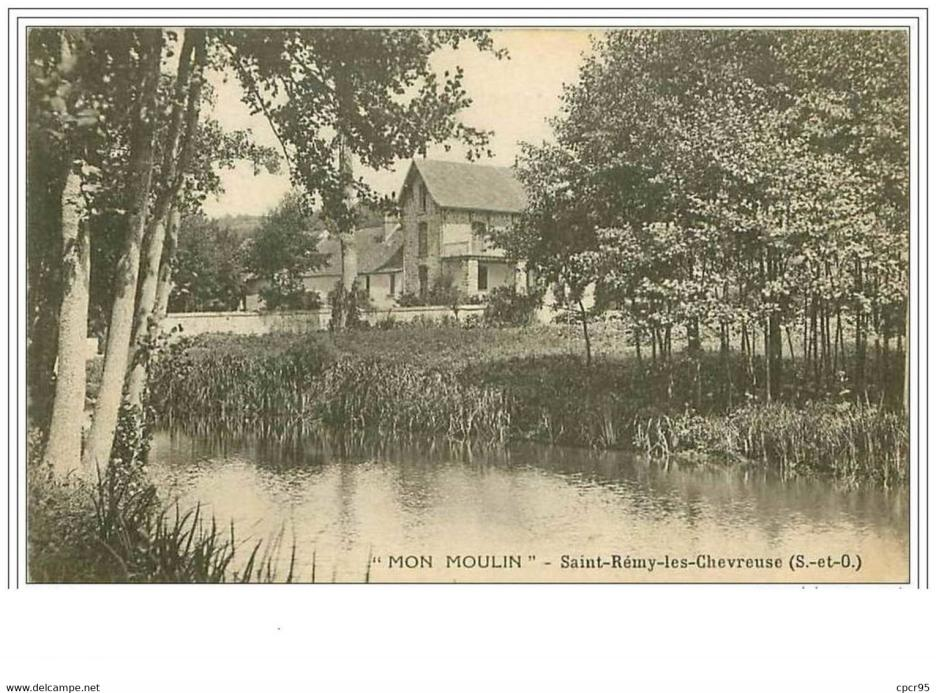 " MON MOULIN " - Saint-Rémy-les-Chevreuse (S.-et-O.)
www.delcampe.net
cpcr95